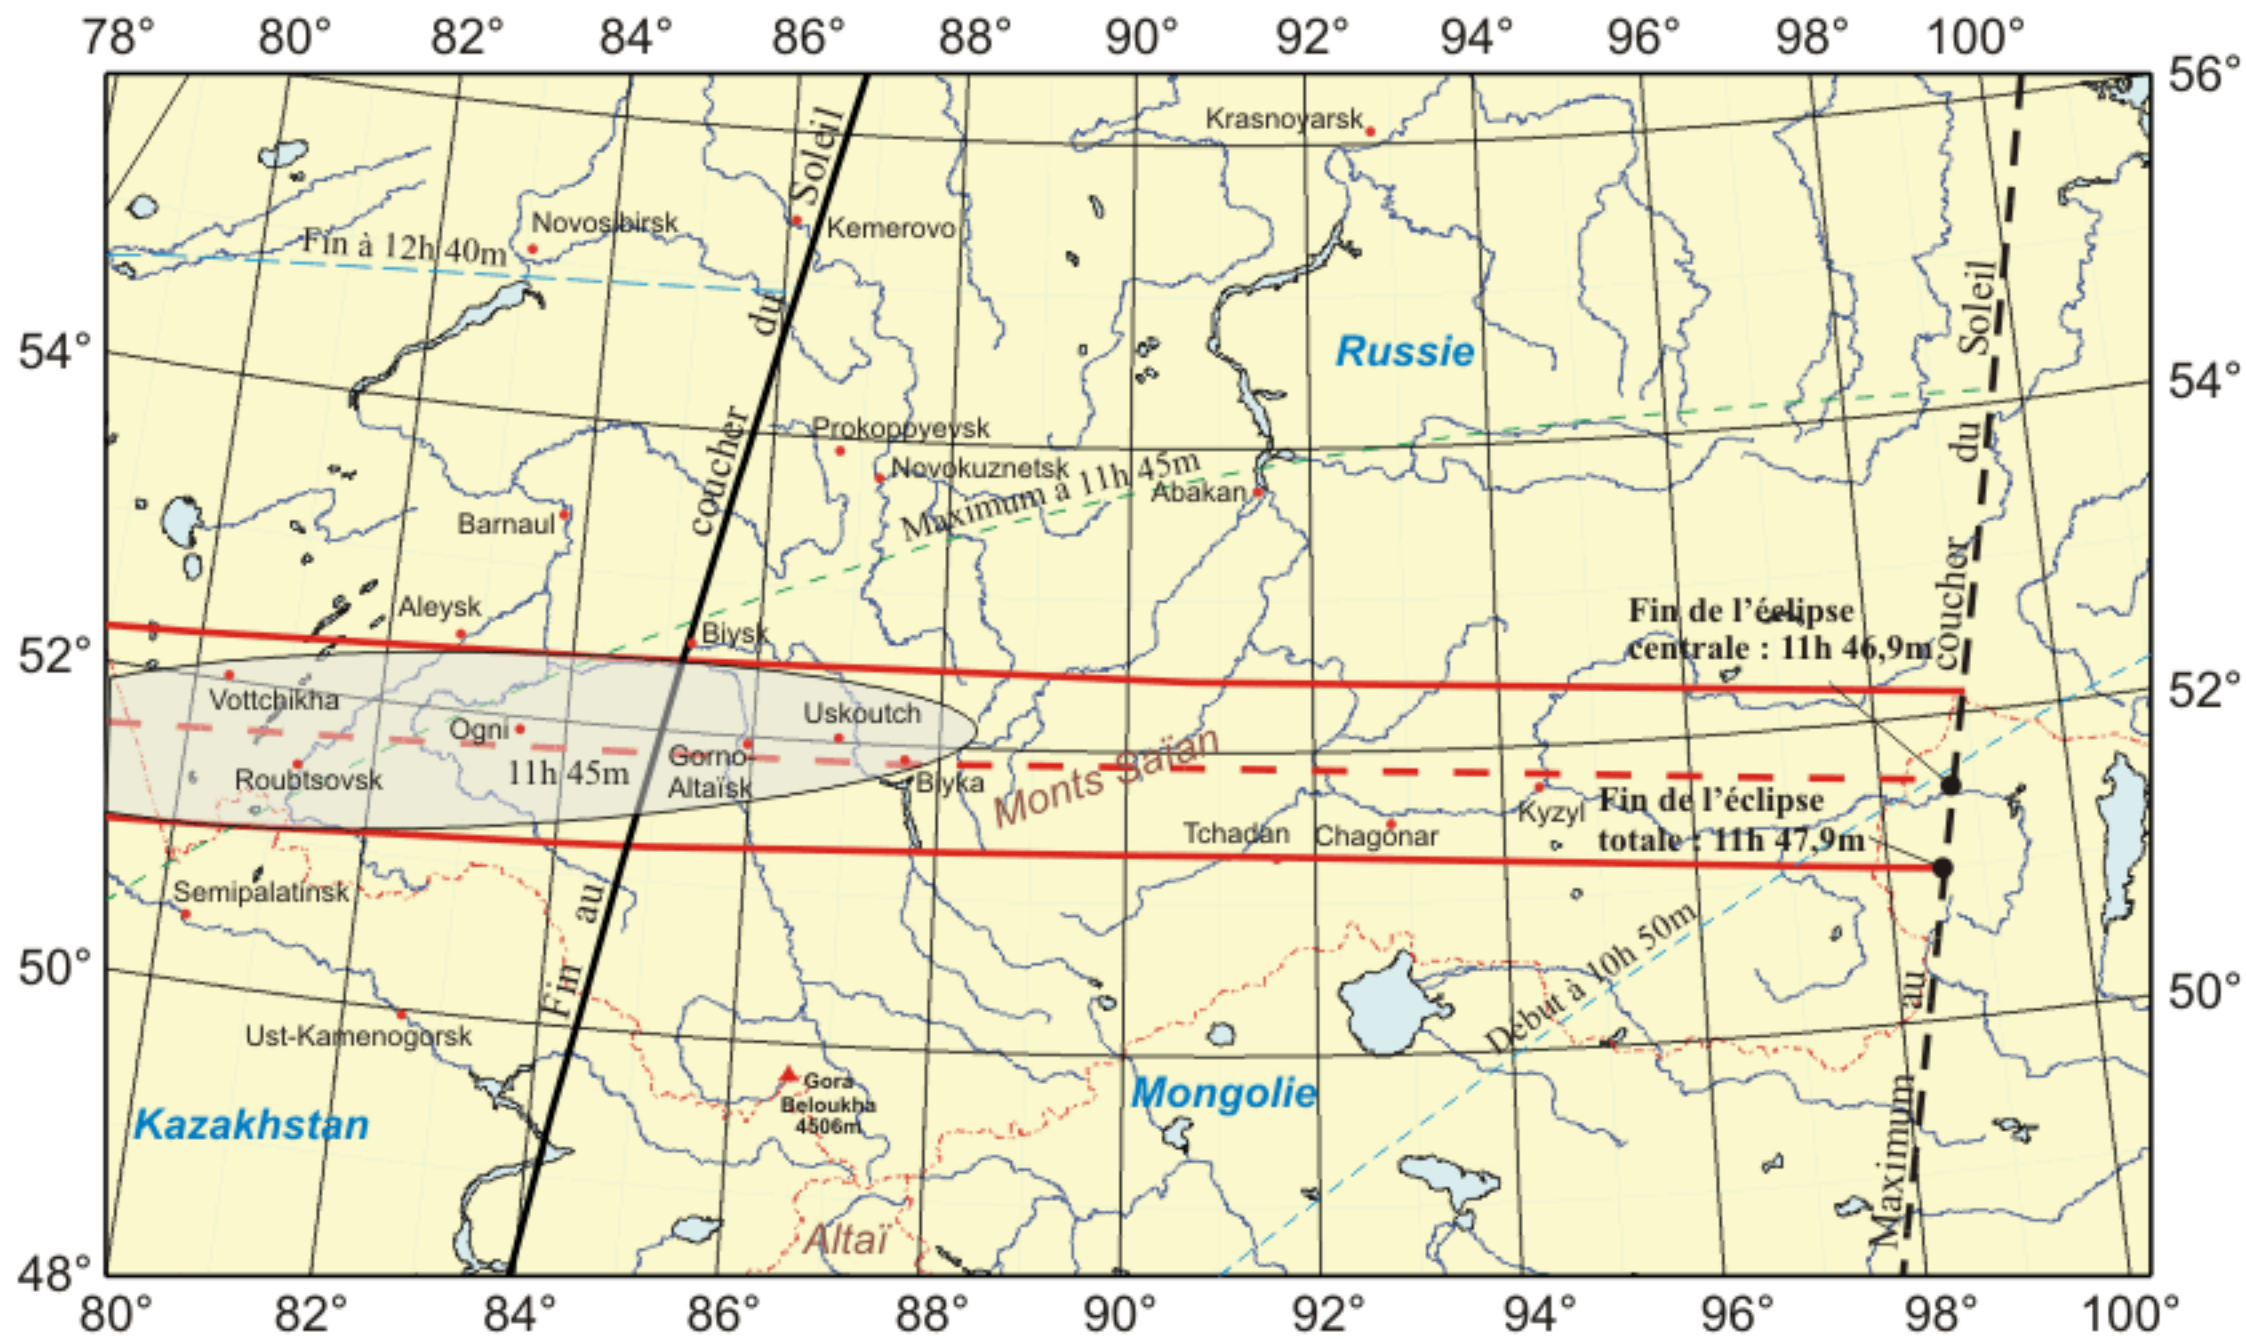 78° 80° 82° 84° 86° 88° 90° 92° 94° 96° 98° 100°
56°
Krasnoyarsk
Novosibirsk
Kemerovo
Fin à 12h 40m
54°
54°
Russie
Prokopyevsk
Novokuznetsk
Maximum à 11h 45m
Abakan
Barnaul
Aleysk
Biysk
Fin de l'éclipse
centrale : 11h 46,9m
52°
52°
Vottchikha
Ogni
Uskoutch
Gorno-
Altaïsk
11h 45m
Roubtsovsk
Biyka
Monts Saïan
Kyzyl
Fin de l'éclipse
totale : 11h 47,9m
Tchadan
Chagonar
Semipalatinsk
50°
50°
Ust-Kamenogorsk
Début à 10h 50m
Gora
Beloukha
4506m
Kazakhstan
Mongolie
Altaï
Fin au coucher du Soleil
Maximum au coucher du Soleil
48°
80° 82° 84° 86° 88° 90° 92° 94° 96° 98° 100°